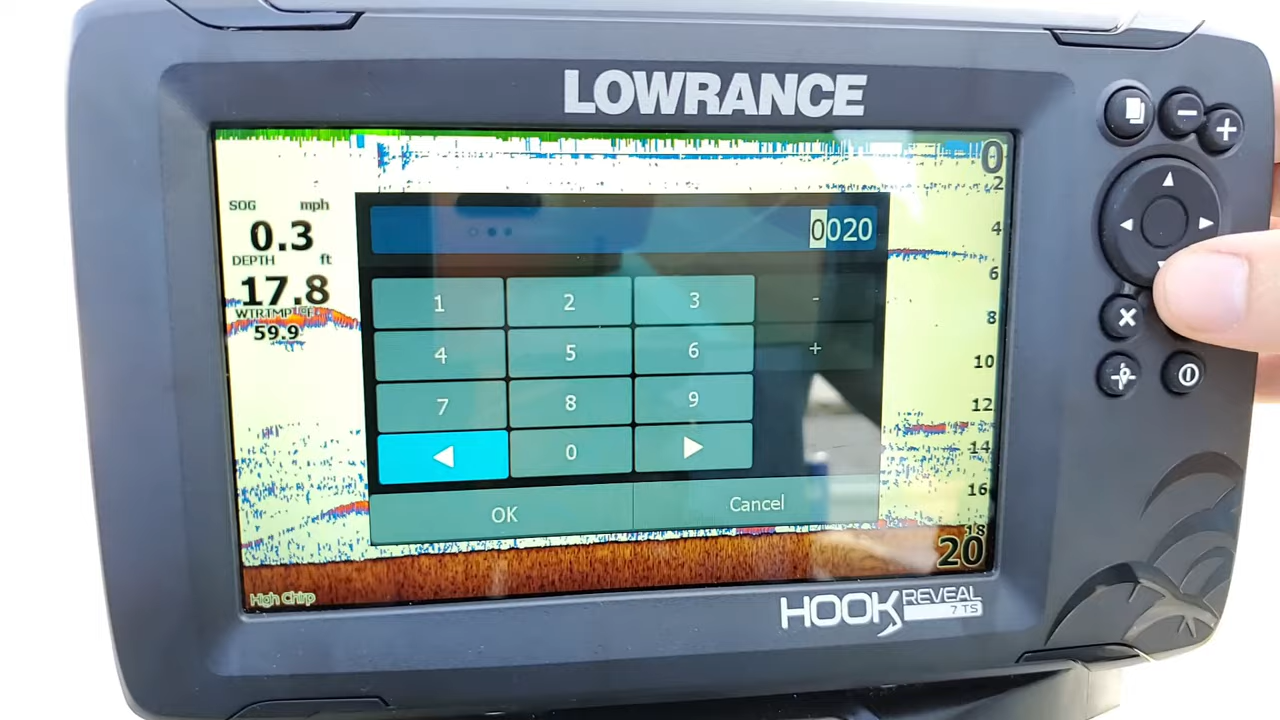 LOWRANCE
SOG mph
0.3
DEPTH ft
17.8
WTRTMP °F
59.9
0020
1 2 3 -
4 5 6 +
7 8 9
0
OK Cancel
0
2
4
6
8
10
12
14
16
18
20
High Chirp
HOOK REVEAL
7 TS